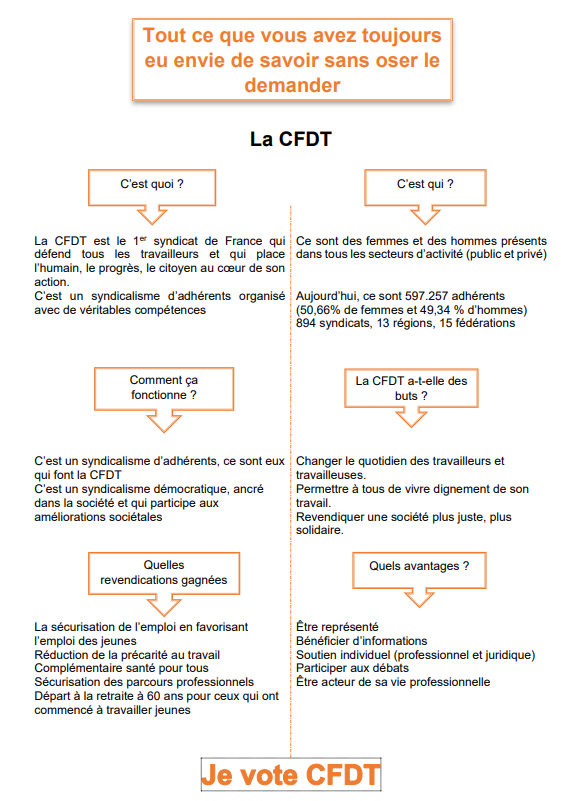 Tout ce que vous avez toujours
eu envie de savoir sans oser le
demander
La CFDT
C'est quoi ?
La CFDT est le 1er syndicat de France qui
défend tous les travailleurs et qui place
l'humain, le progrès, le citoyen au cœur de son
action.
C'est un syndicalisme d'adhérents organisé
avec de véritables compétences
C'est qui ?
Ce sont des femmes et des hommes présents
dans tous les secteurs d'activité (public et privé)
Aujourd'hui, ce sont 597.257 adhérents
(50,66% de femmes et 49,34 % d'hommes)
894 syndicats, 13 régions, 15 fédérations
Comment ça
fonctionne ?
C'est un syndicalisme d'adhérents, ce sont eux
qui font la CFDT
C'est un syndicalisme démocratique, ancré
dans la société et qui participe aux
améliorations sociétales
La CFDT a-t-elle des
buts ?
Changer le quotidien des travailleurs et
travailleuses.
Permettre à tous de vivre dignement de son
travail.
Revendiquer une société plus juste, plus
solidaire.
Quelles
revendications gagnées
La sécurisation de l'emploi en favorisant
l'emploi des jeunes
Réduction de la précarité au travail
Complémentaire santé pour tous
Sécurisation des parcours professionnels
Départ à la retraite à 60 ans pour ceux qui ont
commencé à travailler jeunes
Quels avantages ?
Être représenté
Bénéficier d'informations
Soutien individuel (professionnel et juridique)
Participer aux débats
Être acteur de sa vie professionnelle
Je vote CFDT